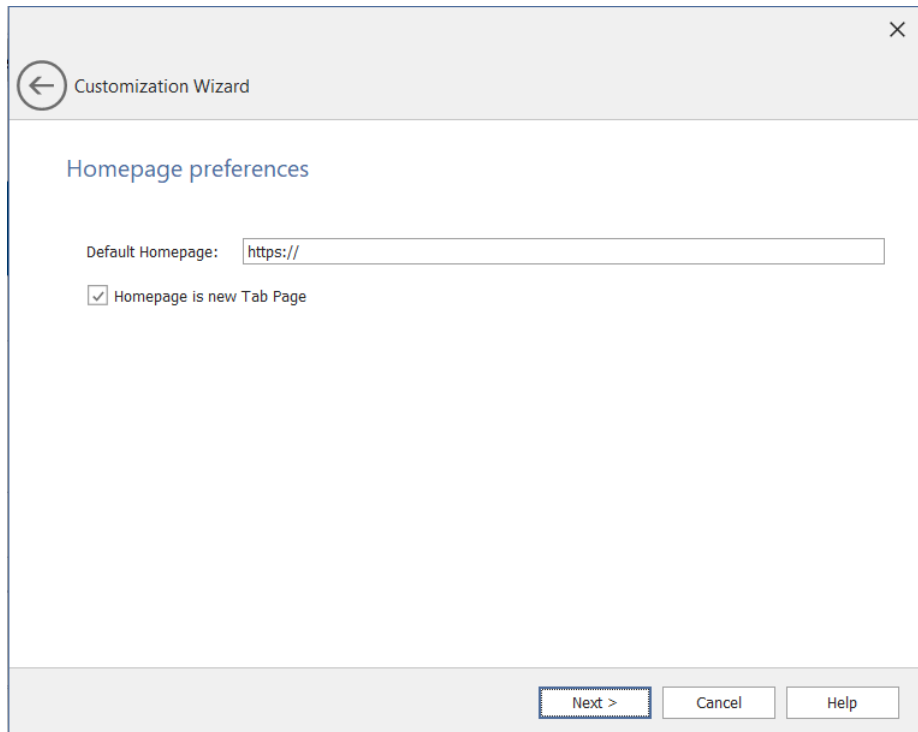 Customization Wizard
Homepage preferences
Default Homepage: https://
Homepage is new Tab Page
Next > Cancel Help